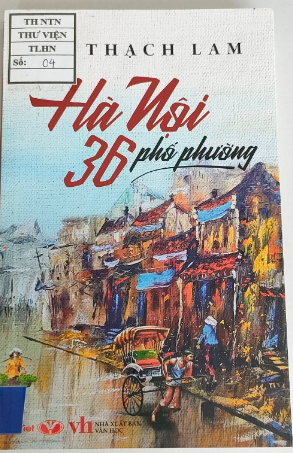 TH NTN
THƯ VIỆN
TLHN
Số: 04
THẠCH LAM
Hà Nội
36 phố phường
vh NHÀ XUẤT BẢN
VĂN HỌC